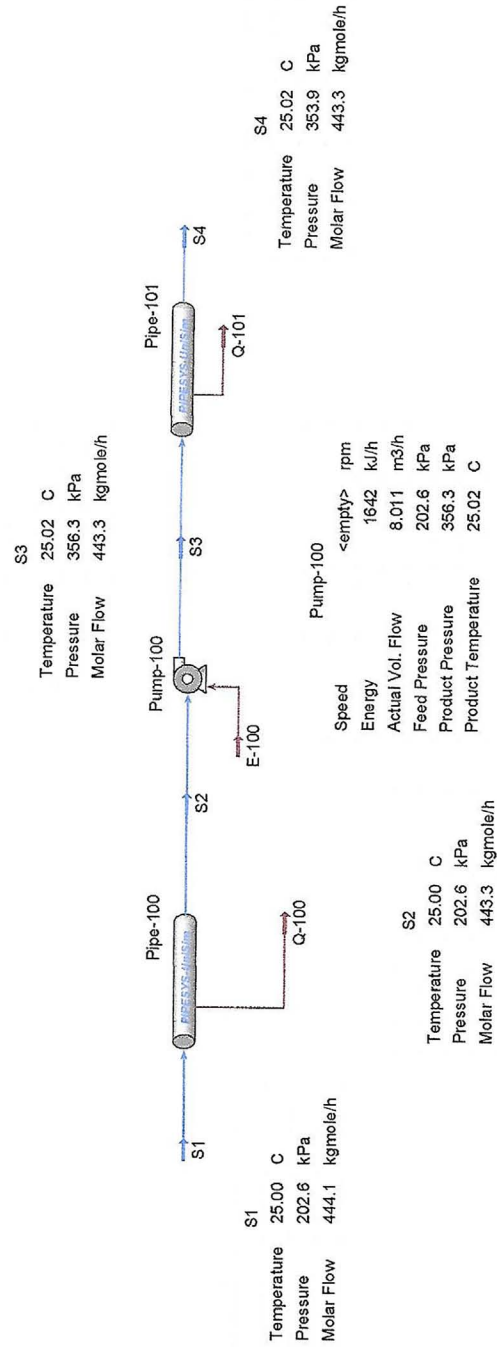 S3
Temperature 25.02 C
Pressure 356.3 kPa
Molar Flow 443.3 kgmole/h
Pipe-100
Pump-100
Pipe-101
PIPESYS-UniSim
PIPESYS-UniSim
S1
S2
S3
S4
Q-100
E-100
Q-101
S1
Temperature 25.00 C
Pressure 202.6 kPa
Molar Flow 444.1 kgmole/h
S2
Temperature 25.00 C
Pressure 202.6 kPa
Molar Flow 443.3 kgmole/h
Pump-100
Speed <empty> rpm
Energy 1642 kJ/h
Actual Vol. Flow 8.011 m3/h
Feed Pressure 202.6 kPa
Product Pressure 356.3 kPa
Product Temperature 25.02 C
S4
Temperature 25.02 C
Pressure 353.9 kPa
Molar Flow 443.3 kgmole/h